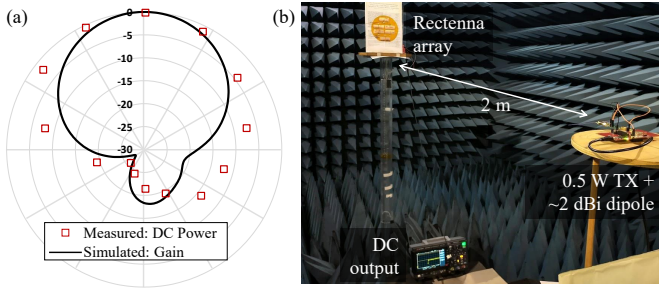 (a)
0
-5
-10
-15
-20
-25
-30
Measured: DC Power
Simulated: Gain
(b)
Rectenna
array
2 m
0.5 W TX +
~2 dBi dipole
DC
output